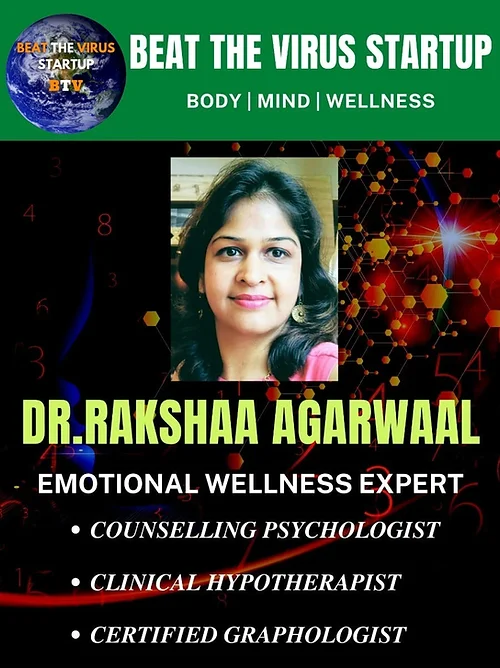 BEAT THE VIRUS
STARTUP
BTV
BEAT THE VIRUS STARTUP
BODY | MIND | WELLNESS
DR.RAKSHAA AGARWAAL
EMOTIONAL WELLNESS EXPERT
• COUNSELLING PSYCHOLOGIST
• CLINICAL HYPOTHERAPIST
• CERTIFIED GRAPHOLOGIST